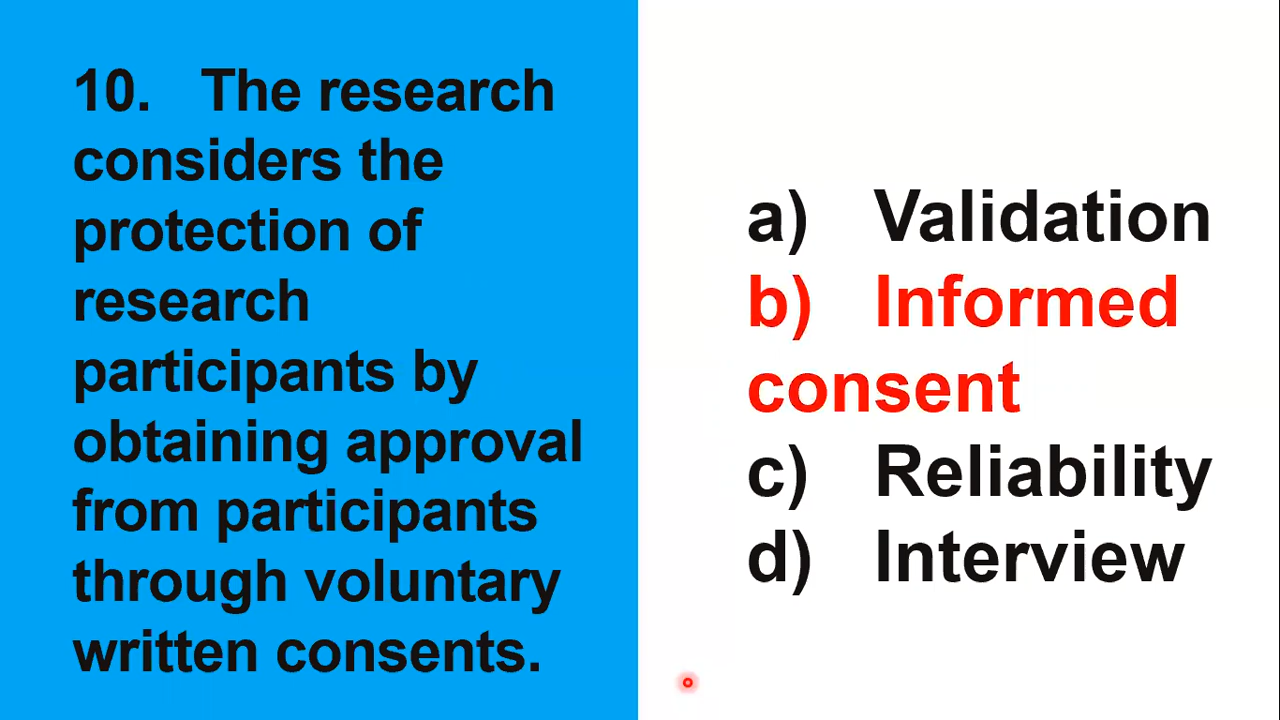 10. The research
considers the
protection of
research
participants by
obtaining approval
from participants
through voluntary
written consents.
a) Validation
b) Informed
consent
c) Reliability
d) Interview